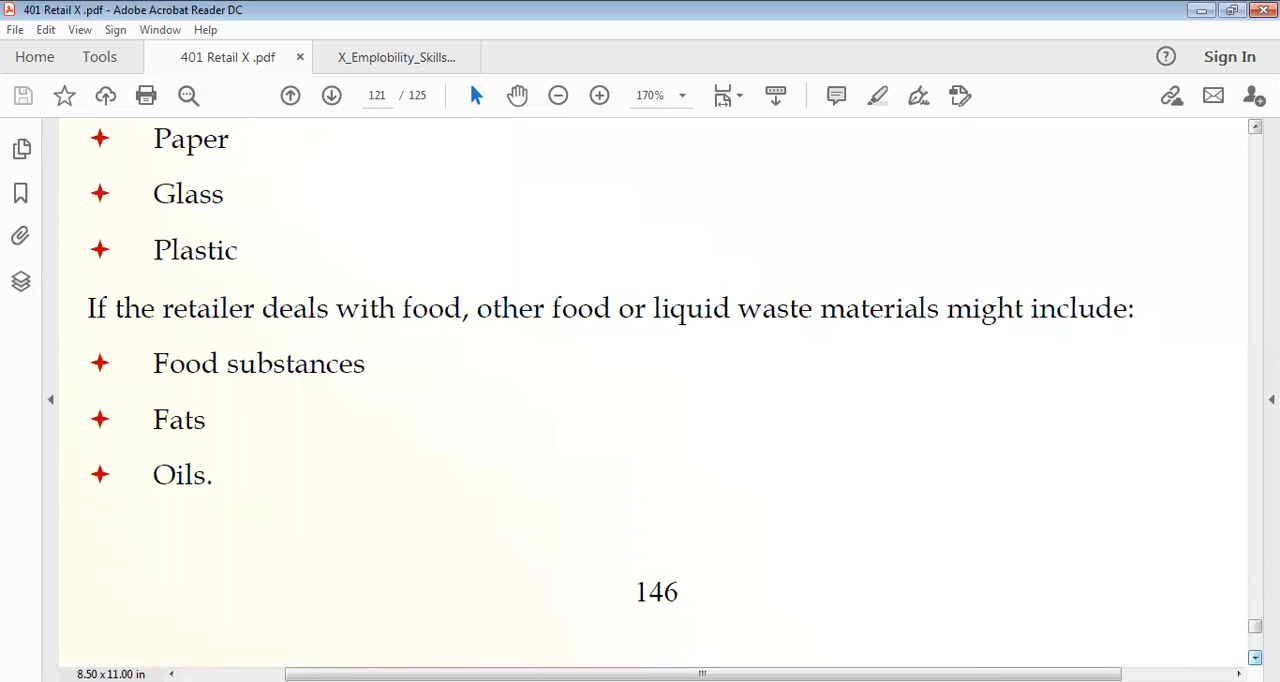 401 Retail X .pdf - Adobe Acrobat Reader DC
File Edit View Sign Window Help
Home Tools 401 Retail X .pdf × X_Emplobility_Skills... ? Sign In
121 / 125 170%
Paper
Glass
Plastic
If the retailer deals with food, other food or liquid waste materials might include:
Food substances
Fats
Oils.
146
8.50 x 11.00 in